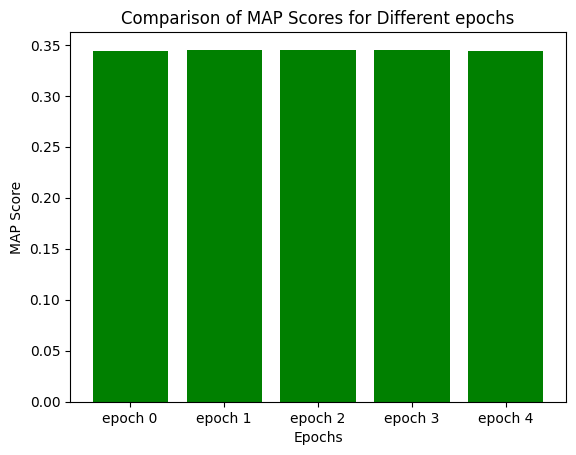 Comparison of MAP Scores for Different epochs
0.35
0.30
0.25
0.20
0.15
0.10
0.05
0.00
MAP Score
epoch 0 epoch 1 epoch 2 epoch 3 epoch 4
Epochs